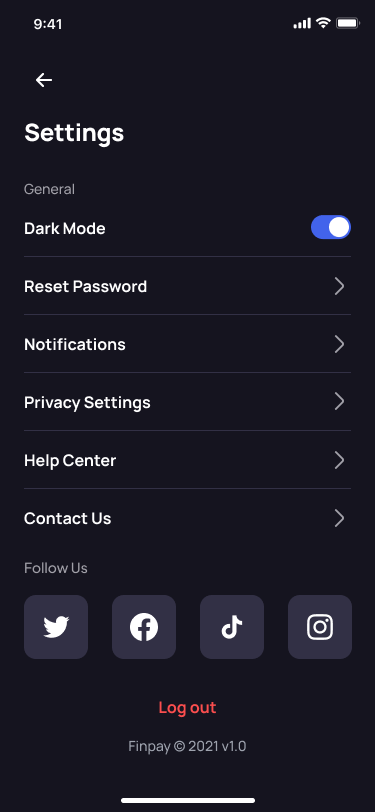 9:41
Settings
General
Dark Mode
Reset Password
Notifications
Privacy Settings
Help Center
Contact Us
Follow Us
Log out
Finpay © 2021 v1.0